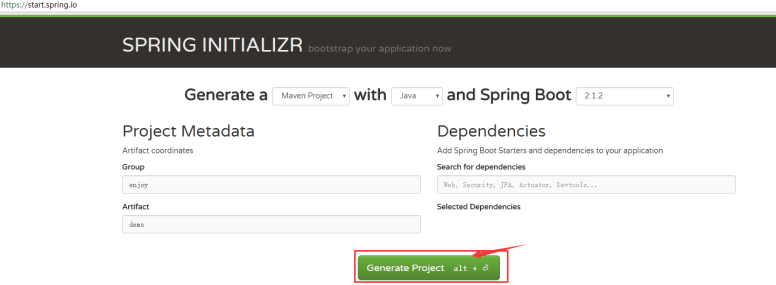 https://start.spring.io
SPRING INITIALIZR bootstrap your application now
Generate a Maven Project with Java and Spring Boot 2.1.2
Project Metadata
Artifact coordinates
Group
enjoy
Artifact
demo
Dependencies
Add Spring Boot Starters and dependencies to your application
Search for dependencies
Web, Security, JPA, Actuator, Devtools...
Selected Dependencies
Generate Project alt + ⏎